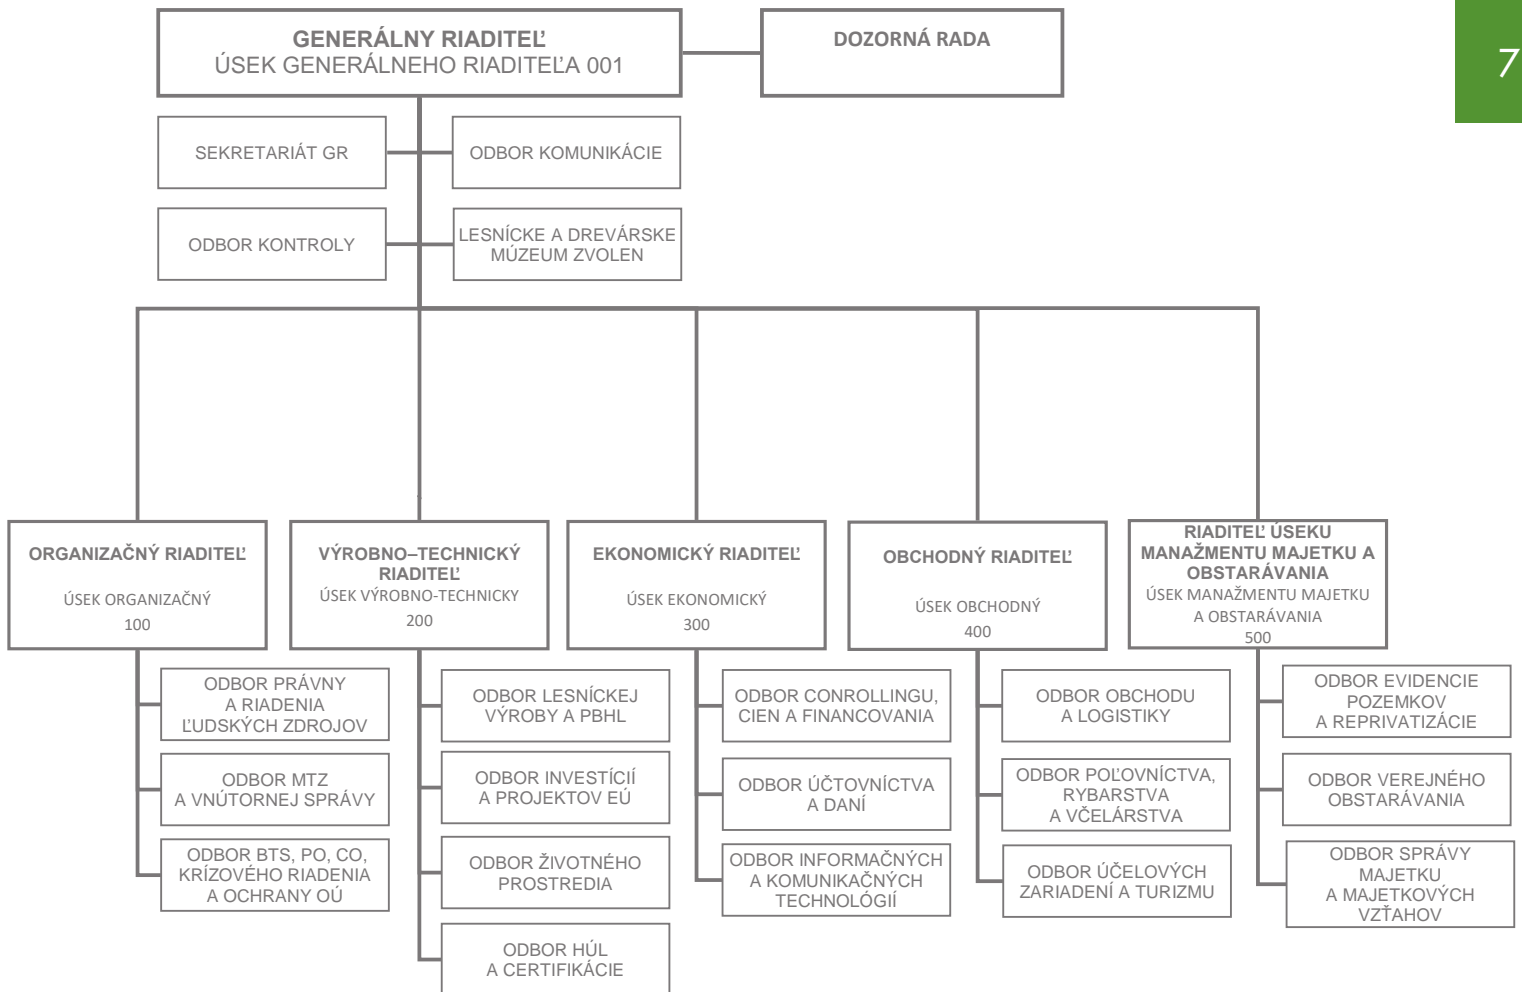 GENERÁLNY RIADITEĽ
ÚSEK GENERÁLNEHO RIADITEĽA 001
DOZORNÁ RADA
7
SEKRETARIÁT GR
ODBOR KOMUNIKÁCIE
ODBOR KONTROLY
LESNÍCKE A DREVÁRSKE
MÚZEUM ZVOLEN
ORGANIZAČNÝ RIADITEĽ
ÚSEK ORGANIZAČNÝ
100
VÝROBNO–TECHNICKÝ
RIADITEĽ
ÚSEK VÝROBNO-TECHNICKY
200
EKONOMICKÝ RIADITEĽ
ÚSEK EKONOMICKÝ
300
OBCHODNÝ RIADITEĽ
ÚSEK OBCHODNÝ
400
RIADITEĽ ÚSEKU
MANAŽMENTU MAJETKU A
OBSTARÁVANIA
ÚSEK MANAŽMENTU MAJETKU
A OBSTARÁVANIA
500
ODBOR PRÁVNY
A RIADENIA
ĽUDSKÝCH ZDROJOV
ODBOR MTZ
A VNÚTORNEJ SPRÁVY
ODBOR BTS, PO, CO,
KRÍZOVÉHO RIADENIA
A OCHRANY OÚ
ODBOR LESNÍCKEJ
VÝROBY A PBHL
ODBOR INVESTÍCIÍ
A PROJEKTOV EÚ
ODBOR ŽIVOTNÉHO
PROSTREDIA
ODBOR HÚL
A CERTIFIKÁCIE
ODBOR CONROLLINGU,
CIEN A FINANCOVANIA
ODBOR ÚČTOVNÍCTVA
A DANÍ
ODBOR INFORMAČNÝCH
A KOMUNIKAČNÝCH
TECHNOLÓGIÍ
ODBOR OBCHODU
A LOGISTIKY
ODBOR POĽOVNÍCTVA,
RYBARSTVA
A VČELÁRSTVA
ODBOR ÚČELOVÝCH
ZARIADENÍ A TURIZMU
ODBOR EVIDENCIE
POZEMKOV
A REPRIVATIZÁCIE
ODBOR VEREJNÉHO
OBSTARÁVANIA
ODBOR SPRÁVY
MAJETKU
A MAJETKOVÝCH
VZŤAHOV